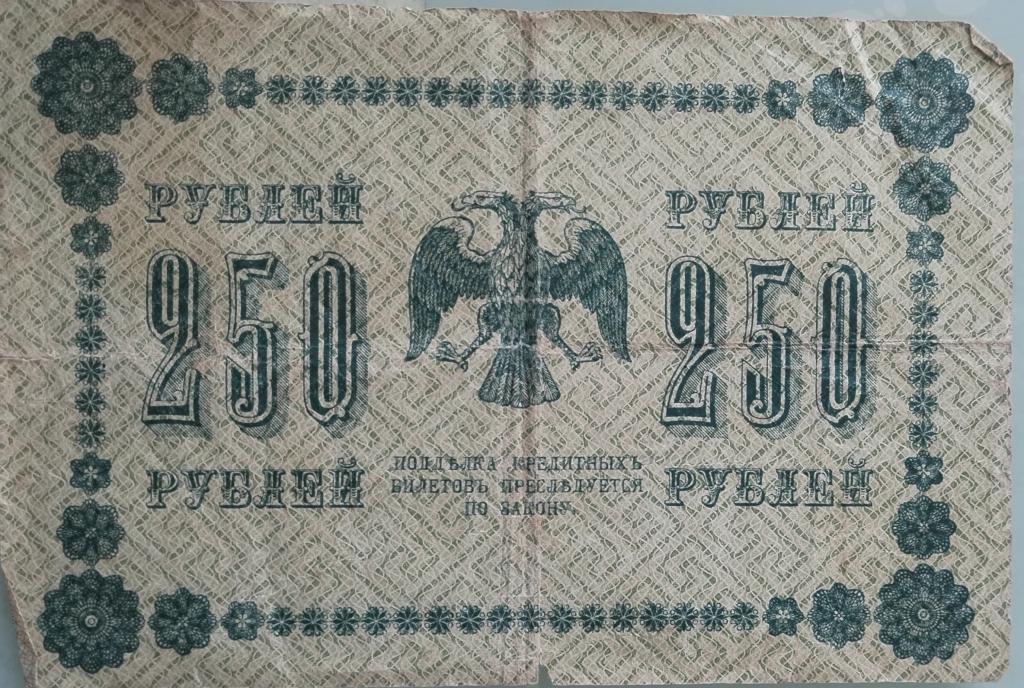 РУБЛЕЙ
250
РУБЛЕЙ
ПОДДѢЛКА КРЕДИТНЫХЪ
БИЛЕТОВЪ ПРЕСЛѢДУЕТСЯ
ПО ЗАКОНУ.
РУБЛЕЙ
250
РУБЛЕЙ